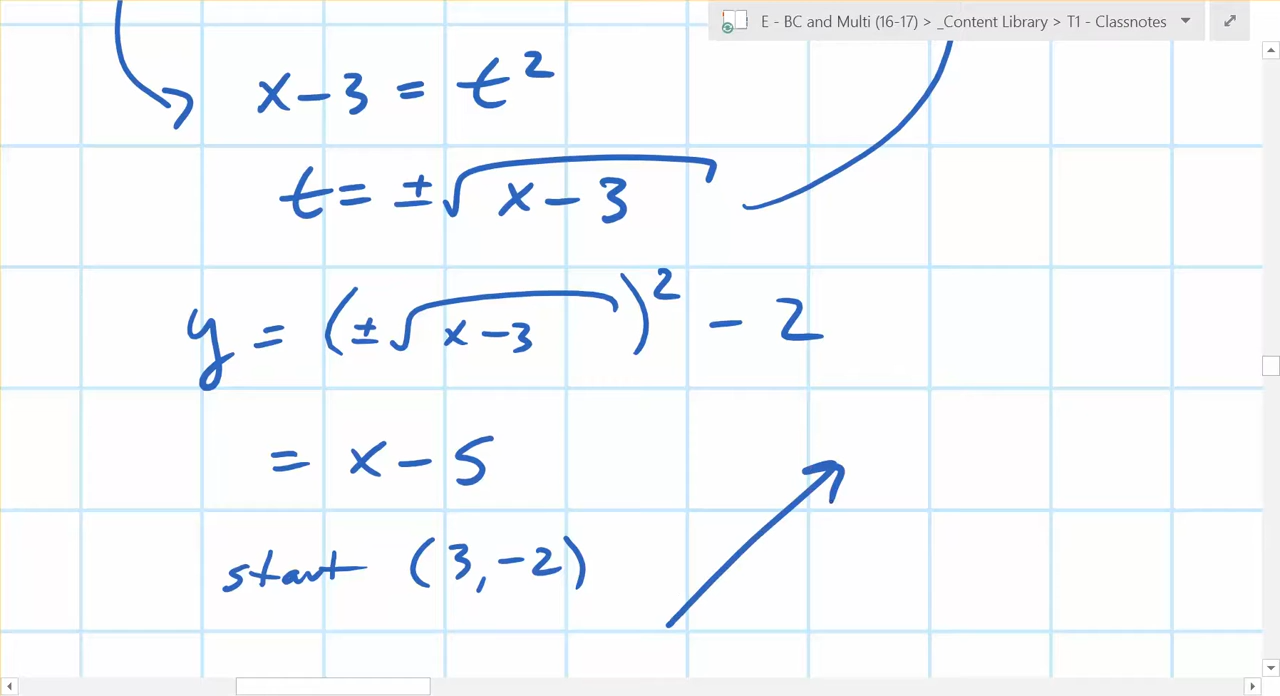 E - BC and Multi (16-17) > _Content Library > T1 - Classnotes
x - 3 = t²
t = ±√(x - 3)
y = (±√(x - 3))² - 2
= x - 5
start (3, -2)